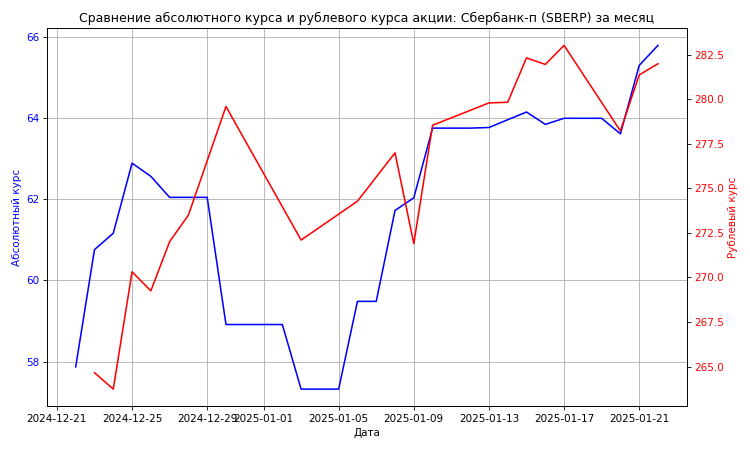 Сравнение абсолютного курса и рублевого курса акции: Сбербанк-п (SBERP) за месяц
66
64
62
60
58
Абсолютный курс
282.5
280.0
277.5
275.0
272.5
270.0
267.5
265.0
Рублевый курс
2024-12-21 2024-12-25 2024-12-29 2025-01-01 2025-01-05 2025-01-09 2025-01-13 2025-01-17 2025-01-21
Дата